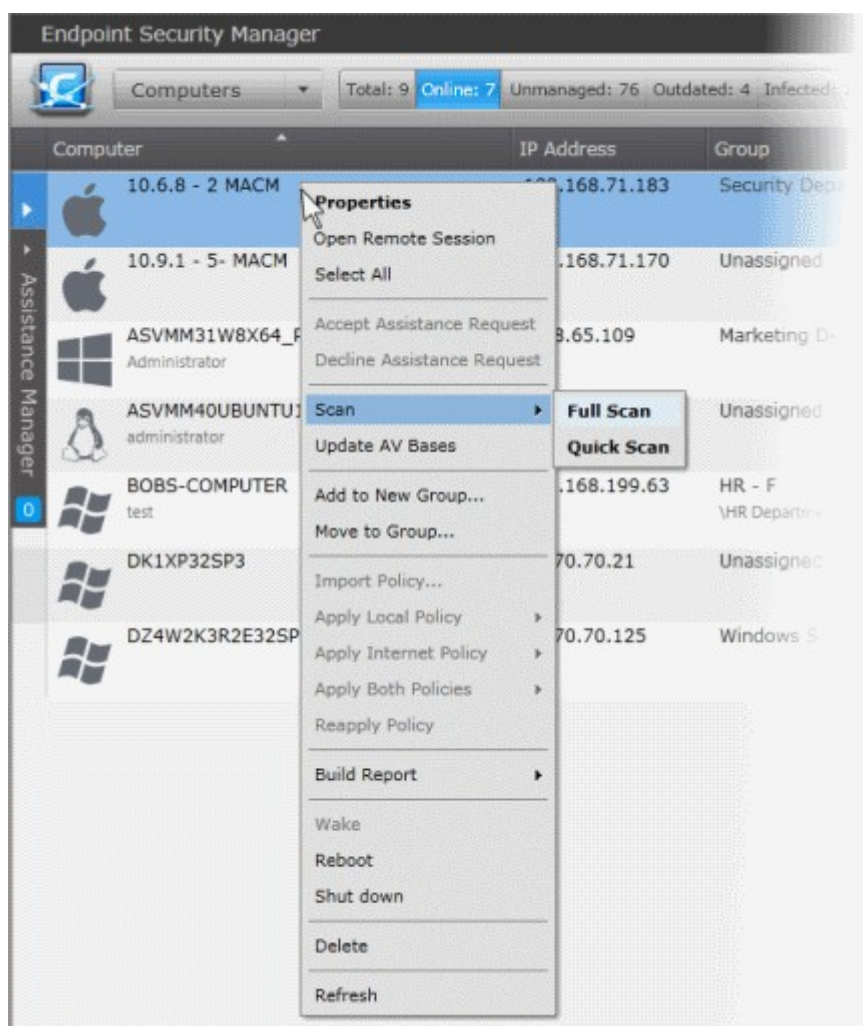 Endpoint Security Manager
Computers Total: 9 Online: 7 Unmanaged: 76 Outdated: 4 Infected:
Computer IP Address Group
10.6.8 - 2 MACM .168.71.183 Security
10.9.1 - 5- MACM .168.71.170 Unassigned
ASVMM31W8X64_ .65.109 Marketing
Administrator
ASVMM40UBUNTU1 Unassigned
administrator
BOBS-COMPUTER .168.199.63 HR - F
test \HR
DK1XP32SP3 70.70.21 Unassigned
DZ4W2K3R2E32SP 70.70.125 Windows S
Assistance Manager
0
Properties
Open Remote Session
Select All
Accept Assistance Request
Decline Assistance Request
Scan
Full Scan
Quick Scan
Update AV Bases
Add to New Group...
Move to Group...
Import Policy...
Apply Local Policy
Apply Internet Policy
Apply Both Policies
Reapply Policy
Build Report
Wake
Reboot
Shut down
Delete
Refresh